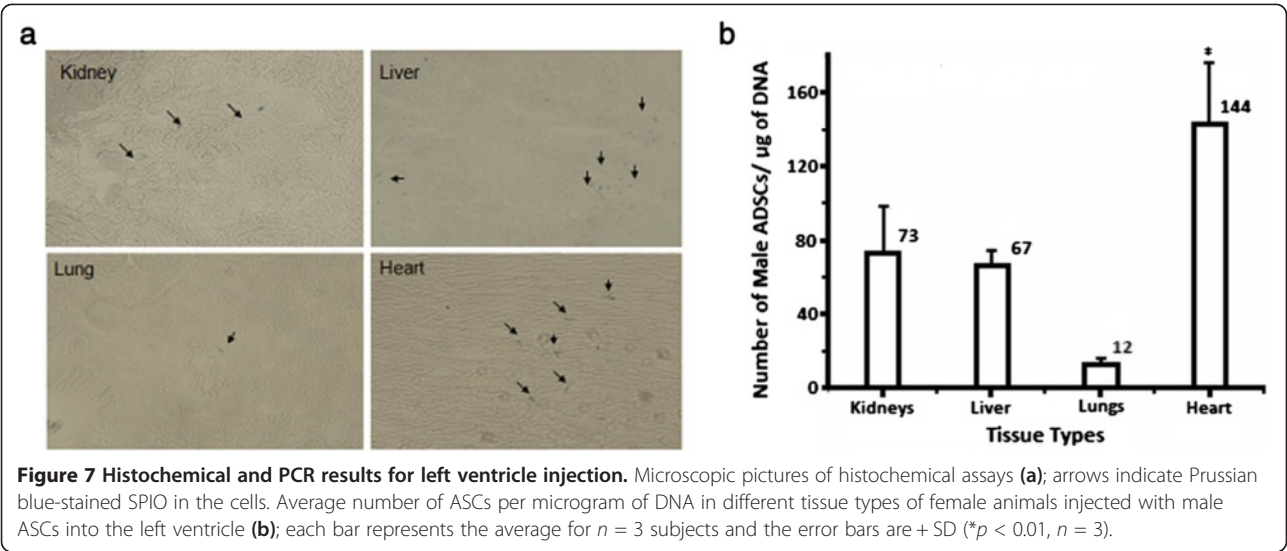 a
Kidney
Liver
Lung
Heart
b
Number of Male ADSCs/ µg of DNA
160
120
80
40
0
73
67
12
*
144
Kidneys Liver Lungs Heart
Tissue Types
Figure 7 Histochemical and PCR results for left ventricle injection. Microscopic pictures of histochemical assays (a); arrows indicate Prussian
blue-stained SPIO in the cells. Average number of ASCs per microgram of DNA in different tissue types of female animals injected with male
ASCs into the left ventricle (b); each bar represents the average for n = 3 subjects and the error bars are + SD (*p < 0.01, n = 3).